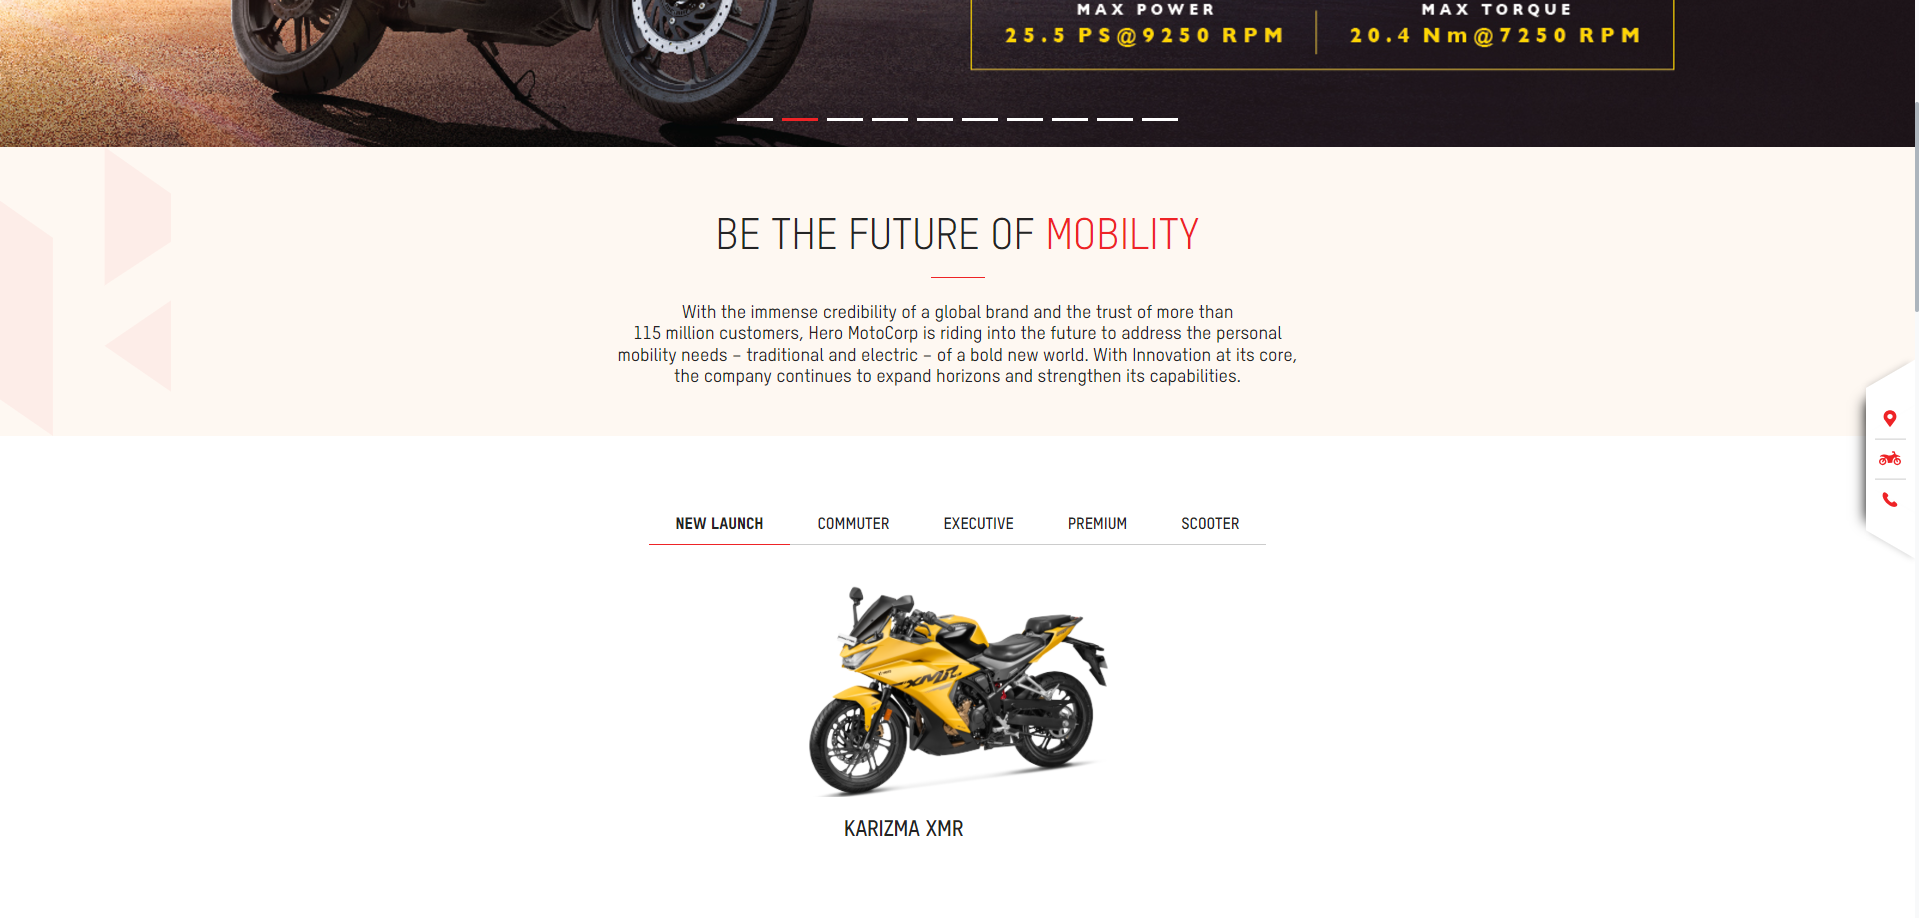 MAX POWER
25.5 PS@9250 RPM
MAX TORQUE
20.4 Nm@7250 RPM
BE THE FUTURE OF MOBILITY
With the immense credibility of a global brand and the trust of more than
115 million customers, Hero MotoCorp is riding into the future to address the personal
mobility needs – traditional and electric – of a bold new world. With Innovation at its core,
the company continues to expand horizons and strengthen its capabilities.
NEW LAUNCH
COMMUTER
EXECUTIVE
PREMIUM
SCOOTER
XMR
KARIZMA XMR